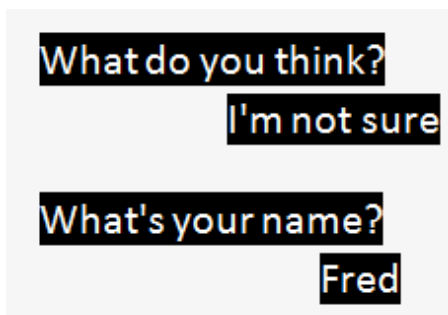 What do you think?
I'm not sure
What's your name?
Fred